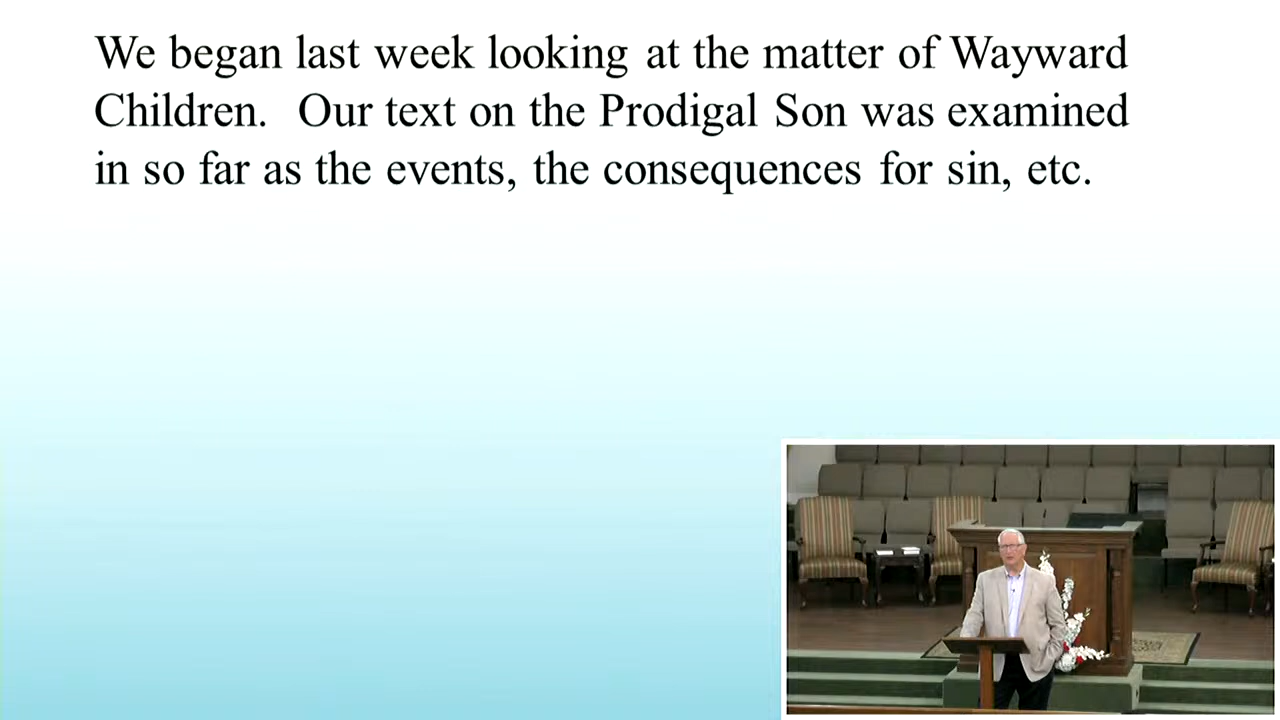 We began last week looking at the matter of Wayward
Children. Our text on the Prodigal Son was examined
in so far as the events, the consequences for sin, etc.